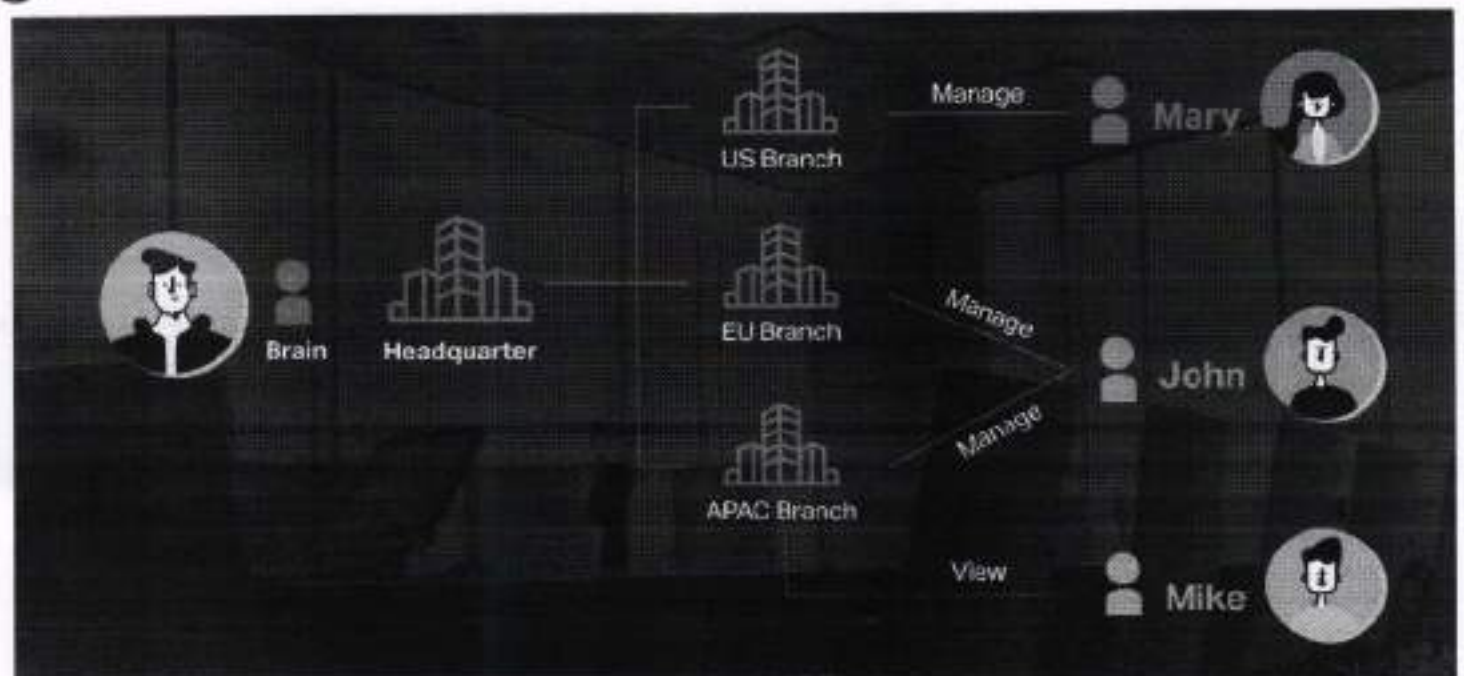 Manage
Mary
US Branch
Brain
Headquarter
EU Branch
Manage
John
Manage
APAC Branch
View
Mike